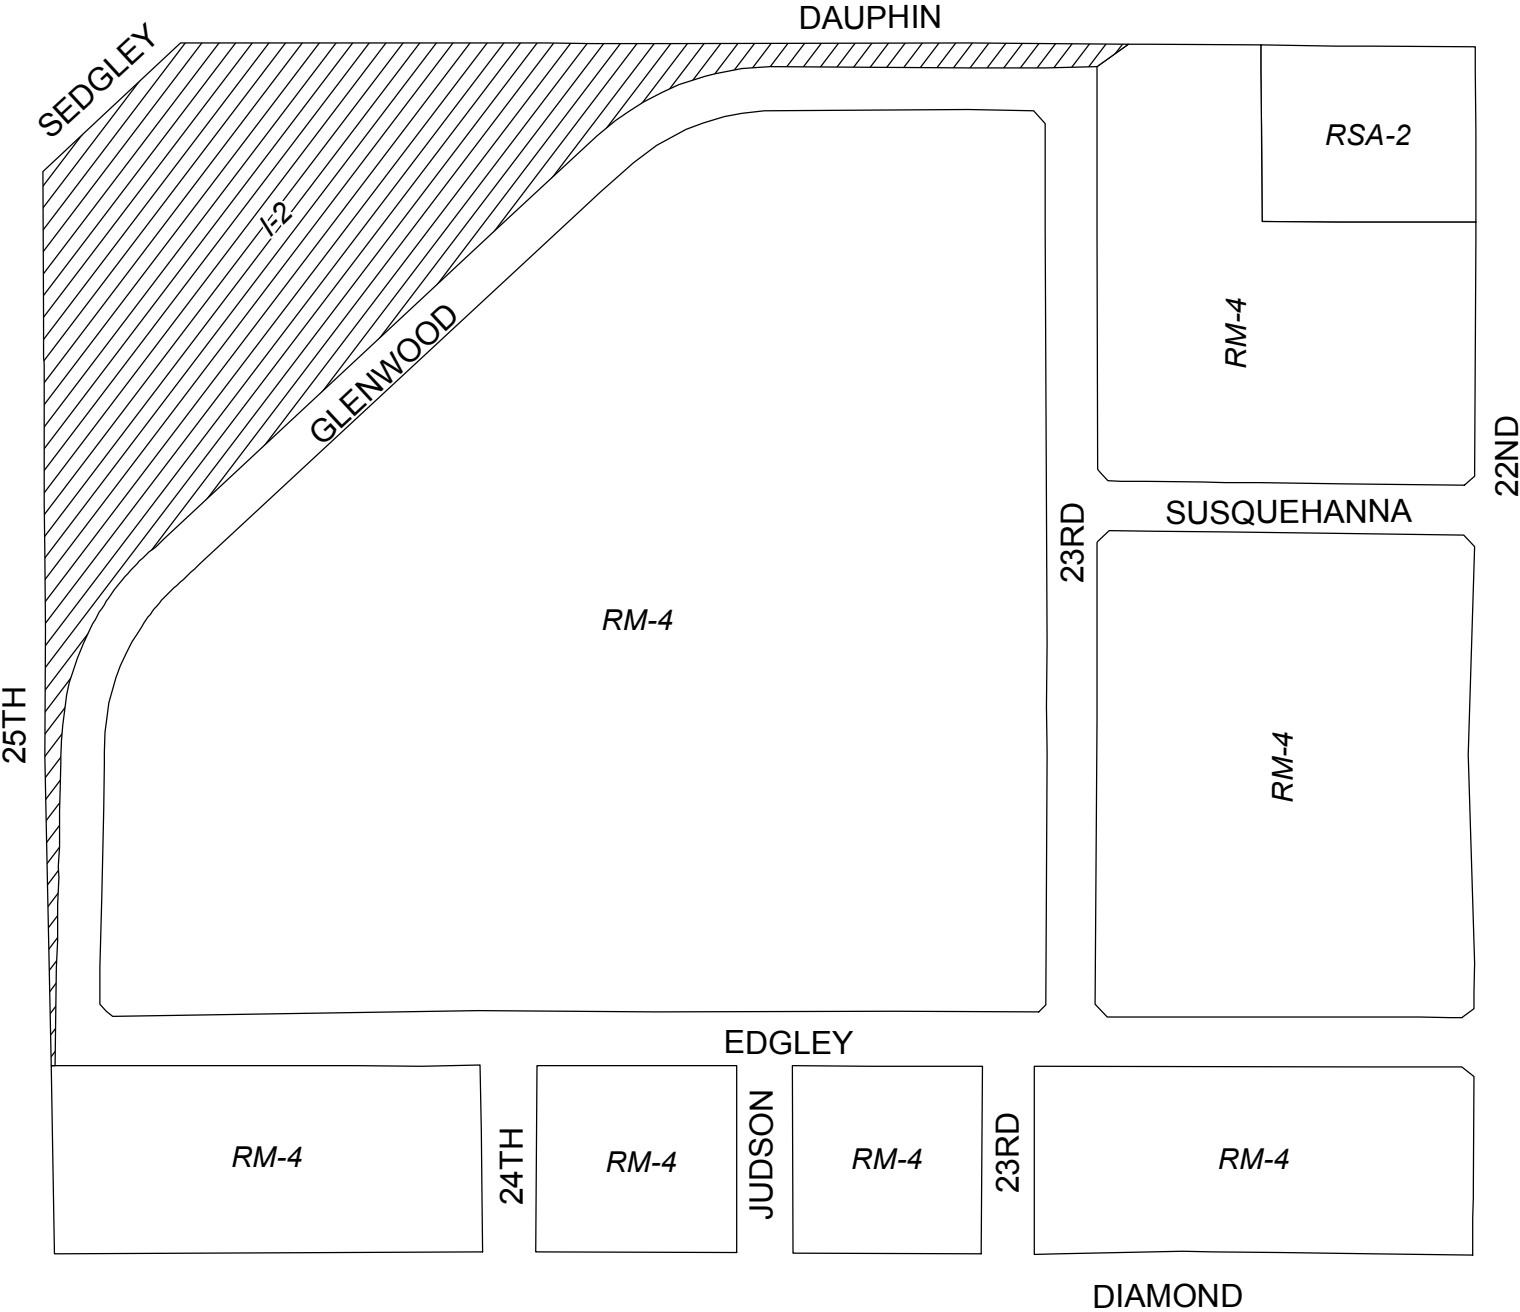 DAUPHIN
SEDGLEY
RSA-2
I-2
RM-4
GLENWOOD
22ND
SUSQUEHANNA
23RD
RM-4
25TH
RM-4
EDGLEY
RM-4
24TH
RM-4
JUDSON
RM-4
23RD
RM-4
DIAMOND